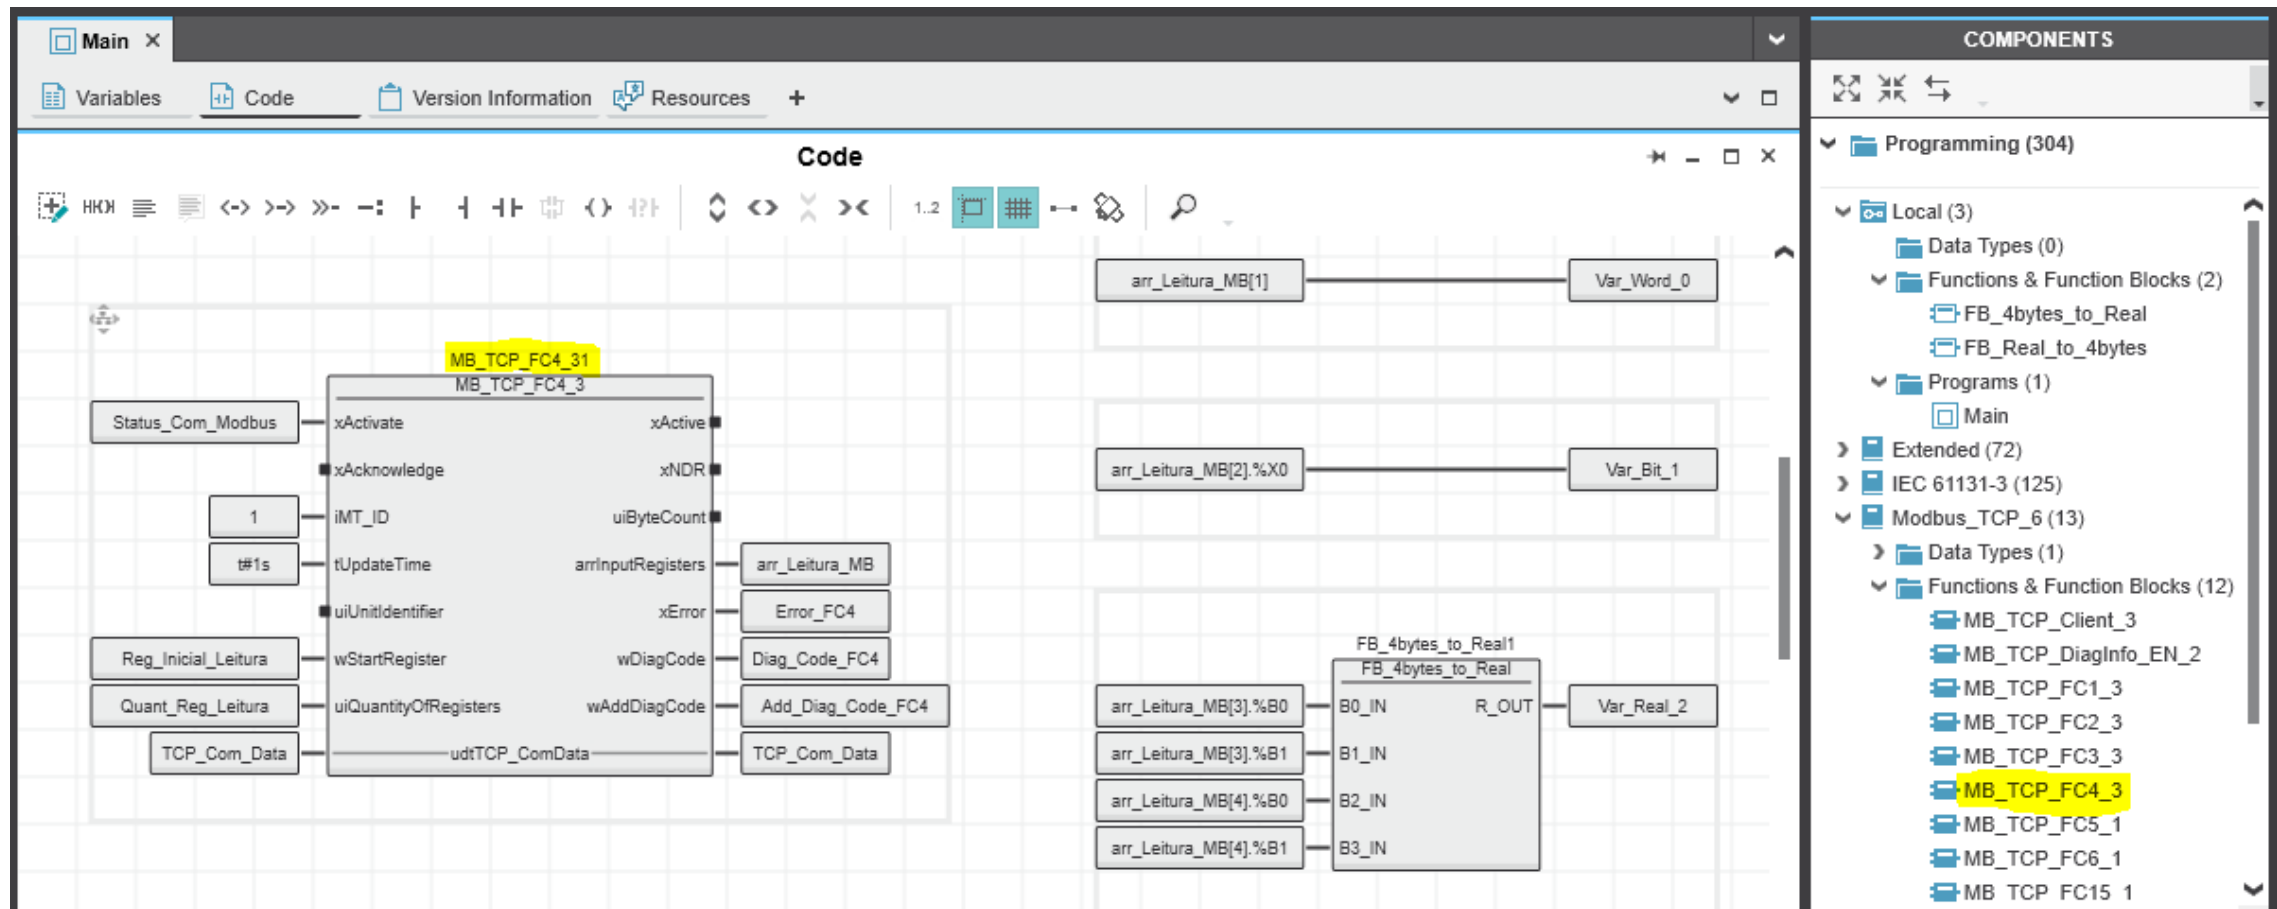 Main
Variables
Code
Version Information
Resources
Code
1..2
arr_Leitura_MB[1]
Var_Word_0
MB_TCP_FC4_31
MB_TCP_FC4_3
Status_Com_Modbus
xActivate
xActive
xAcknowledge
xNDR
1
iMT_ID
uiByteCount
t#1s
tUpdateTime
arrInputRegisters
arr_Leitura_MB
uiUnitIdentifier
xError
Error_FC4
Reg_Inicial_Leitura
wStartRegister
wDiagCode
Diag_Code_FC4
Quant_Reg_Leitura
uiQuantityOfRegisters
wAddDiagCode
Add_Diag_Code_FC4
TCP_Com_Data
udtTCP_ComData
TCP_Com_Data
arr_Leitura_MB[2].%X0
Var_Bit_1
FB_4bytes_to_Real1
FB_4bytes_to_Real
arr_Leitura_MB[3].%B0
B0_IN
R_OUT
Var_Real_2
arr_Leitura_MB[3].%B1
B1_IN
arr_Leitura_MB[4].%B0
B2_IN
arr_Leitura_MB[4].%B1
B3_IN
COMPONENTS
Programming (304)
Local (3)
Data Types (0)
Functions & Function Blocks (2)
FB_4bytes_to_Real
FB_Real_to_4bytes
Programs (1)
Main
Extended (72)
IEC 61131-3 (125)
Modbus_TCP_6 (13)
Data Types (1)
Functions & Function Blocks (12)
MB_TCP_Client_3
MB_TCP_DiagInfo_EN_2
MB_TCP_FC1_3
MB_TCP_FC2_3
MB_TCP_FC3_3
MB_TCP_FC4_3
MB_TCP_FC5_1
MB_TCP_FC6_1
MB_TCP_FC15_1